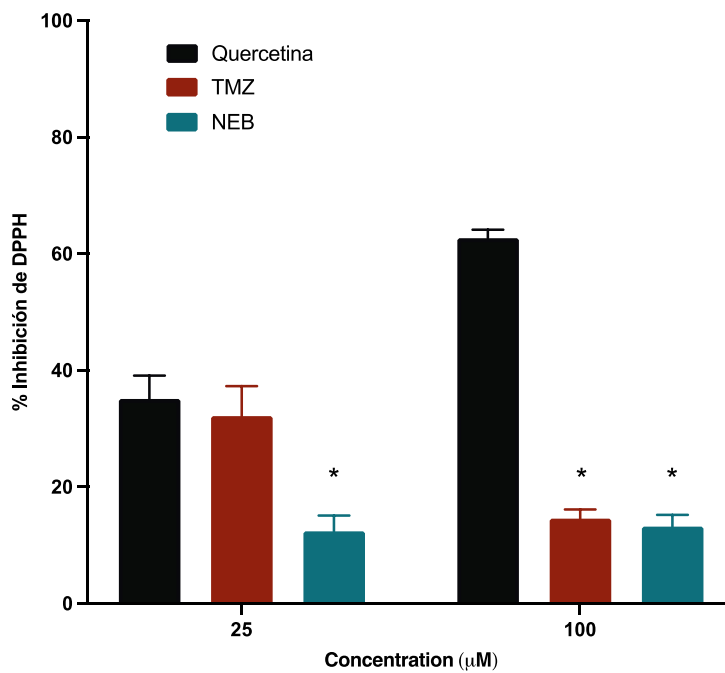 100
80
60
40
20
0
% Inhibición de DPPH
Quercetina
TMZ
NEB
*
* *
25 100
Concentration (μM)